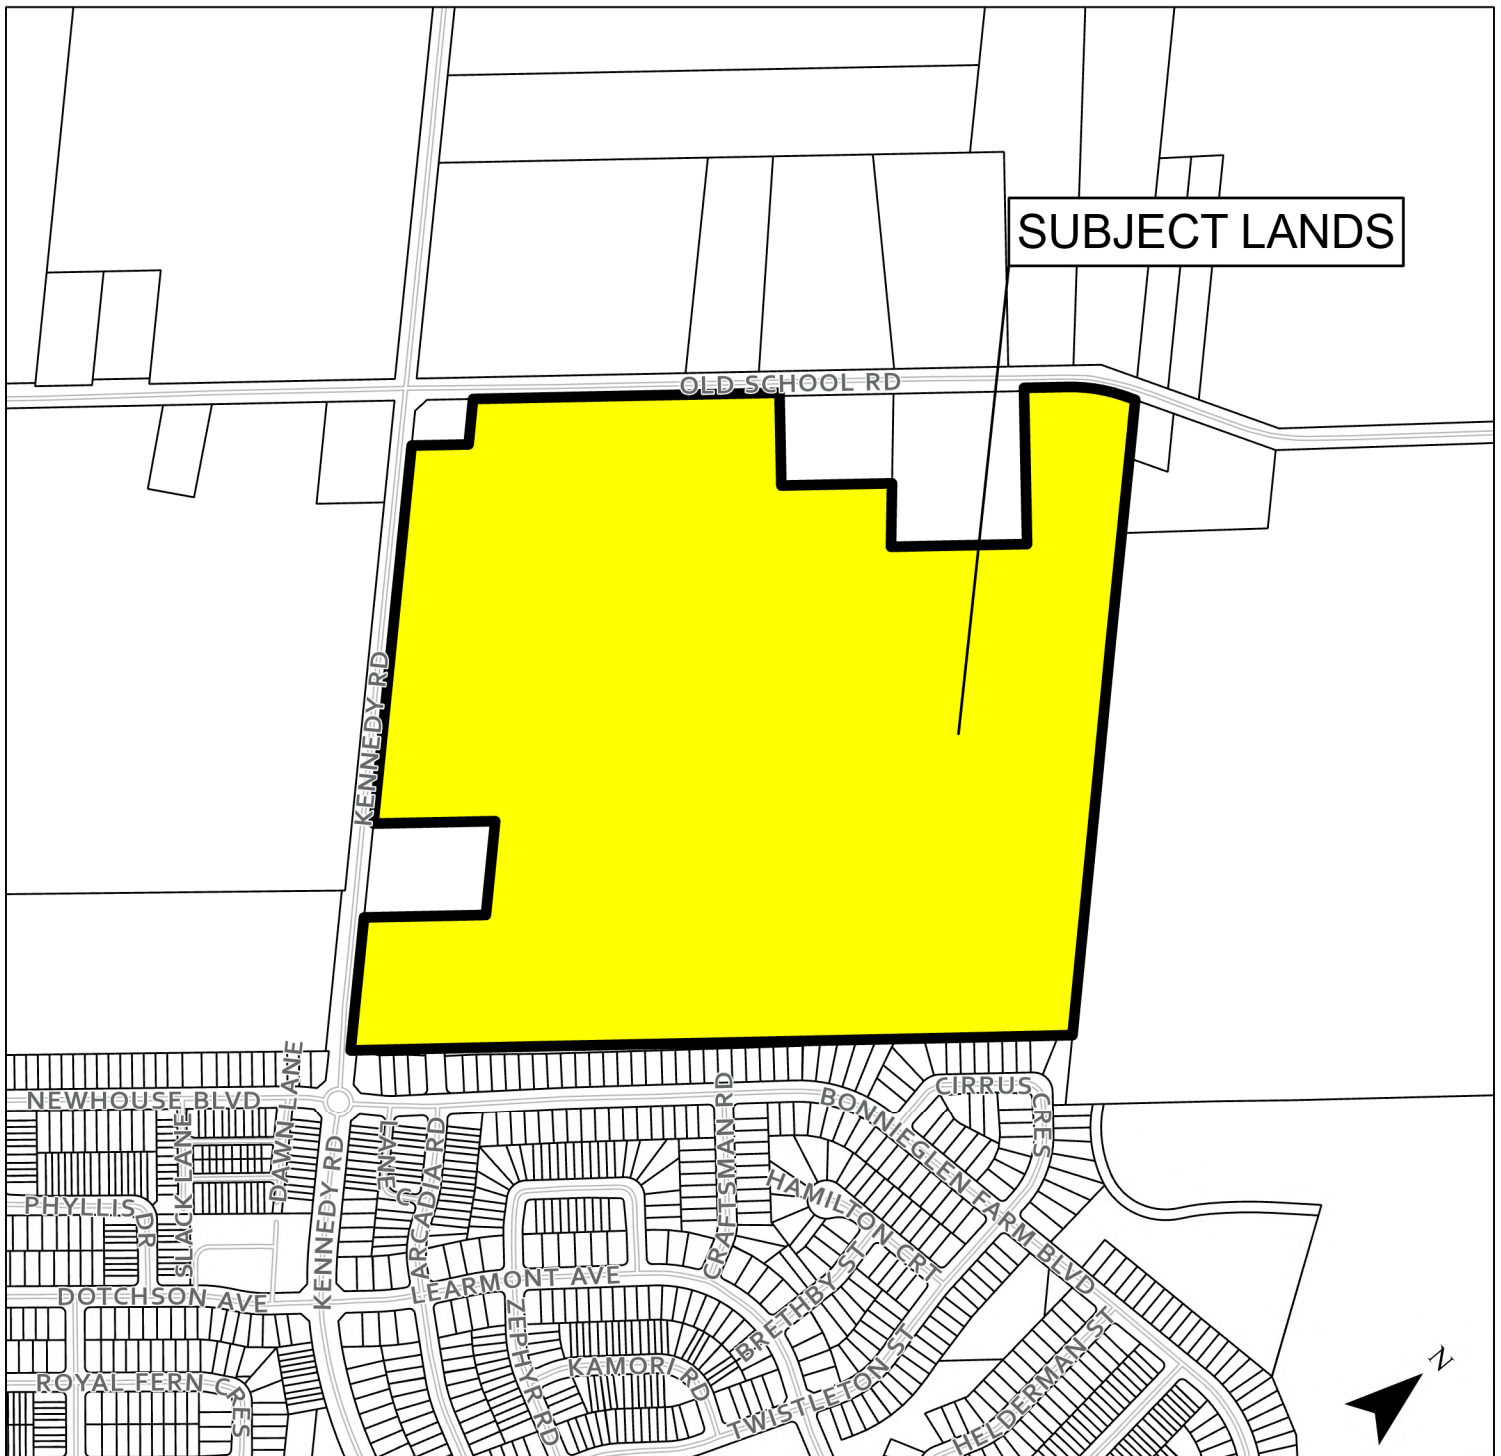 SUBJECT LANDS
OLD SCHOOL RD
KENNEDY RD
NEWHOUSE BLVD
DAWN LANE
SLACK LANE
PHYLLIS DR
KENNEDY RD
LANE C
ARCADIA RD
CRAFTSMAN RD
CIRRUS CRES
BONNIEGLEN FARM BLVD
HAMILTON CRT
BRETHBY ST
LEARMONT AVE
DOTCHSON AVE
ZEPHYR RD
KAMORI RD
TWISTLETON ST
HELDERMAN ST
ROYAL FERN CRES
N